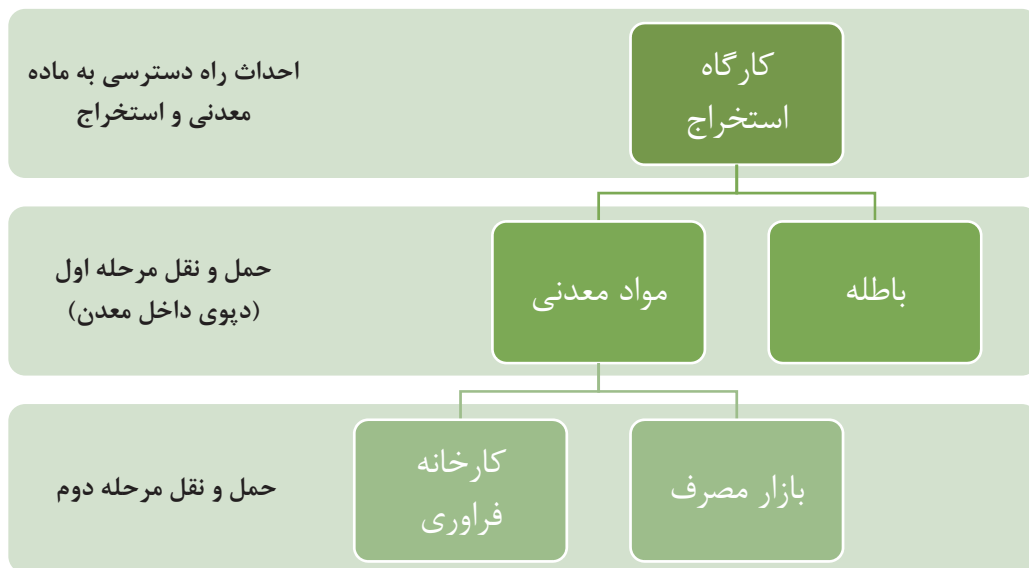 کارگاه
استخراج
احداث راه دسترسی به ماده
معدنی و استخراج
باطله
مواد معدنی
حمل و نقل مرحله اول
(دپوی داخل معدن)
بازار مصرف
کارخانه
فراوری
حمل و نقل مرحله دوم